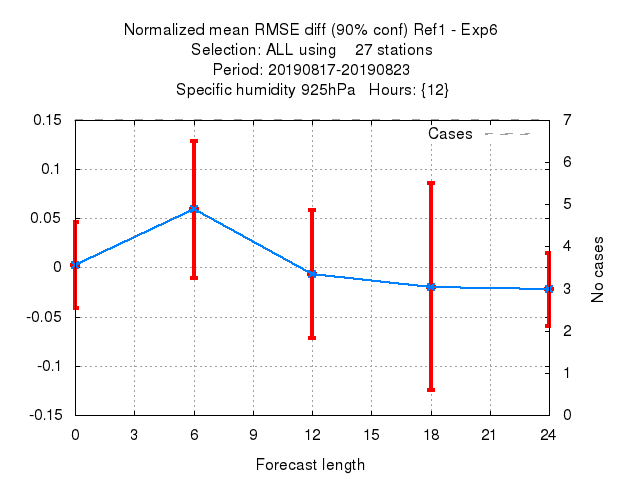 Normalized mean RMSE diff (90% conf) Ref1 - Exp6
Selection: ALL using 27 stations
Period: 20190817-20190823
Specific humidity 925hPa Hours: {12}
Cases
0.15
0.1
0.05
0
-0.05
-0.1
-0.15
7
6
5
4
3
2
1
0
No cases
0 3 6 9 12 15 18 21 24
Forecast length